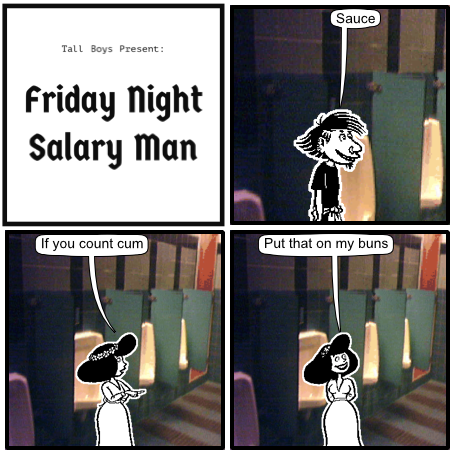 Tall Boys Present:
Friday Night
Salary Man
Sauce
If you count cum
Put that on my buns